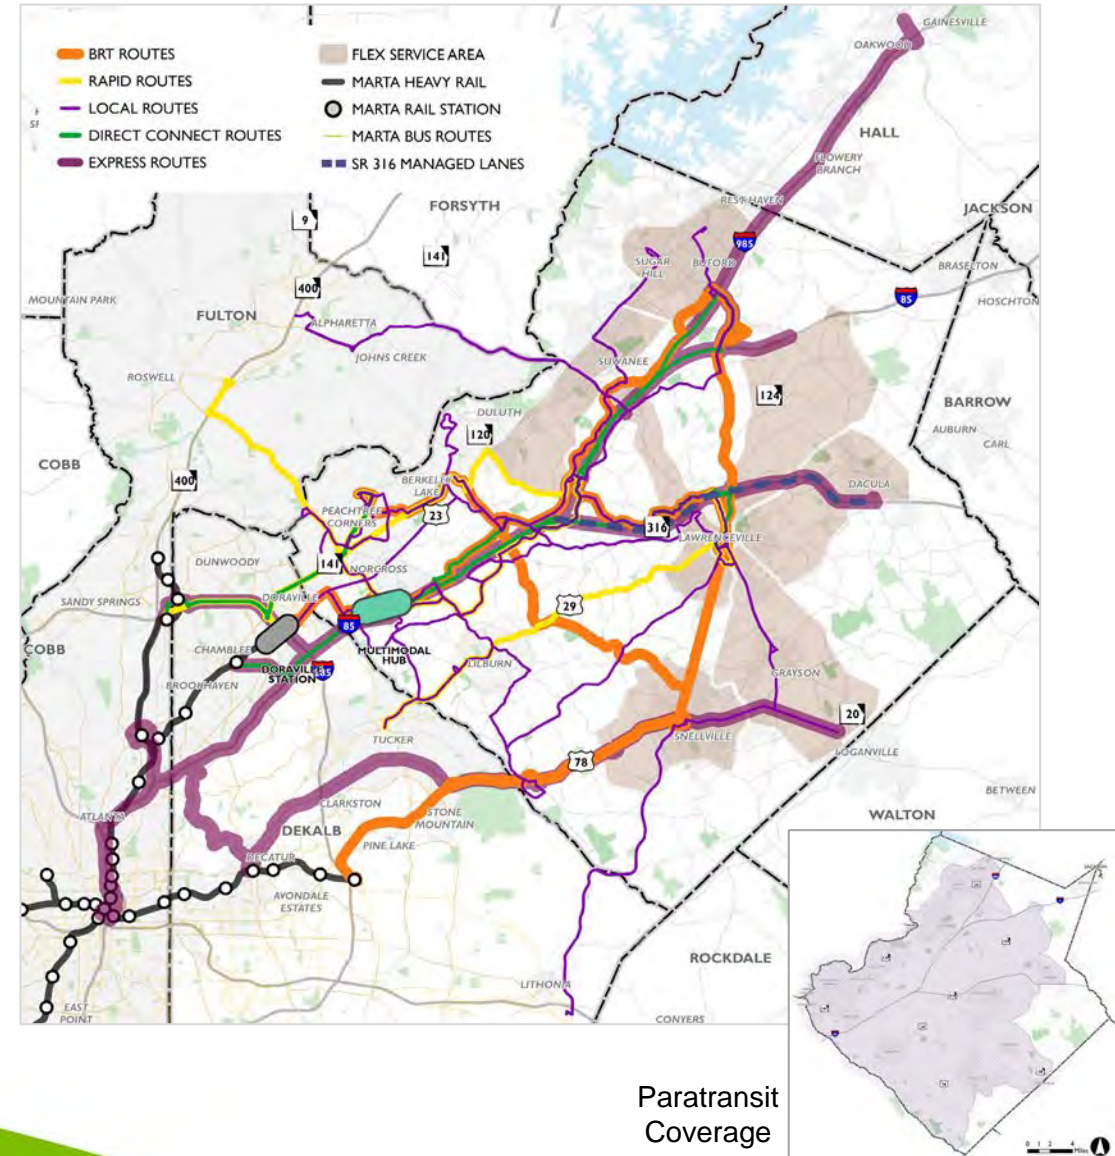 BRT ROUTES
RAPID ROUTES
LOCAL ROUTES
DIRECT CONNECT ROUTES
EXPRESS ROUTES
FLEX SERVICE AREA
MARTA HEAVY RAIL
MARTA RAIL STATION
MARTA BUS ROUTES
SR 316 MANAGED LANES
GAINESVILLE
OAKWOOD
HALL
FLOWERY
BRANCH
REST HAVEN
FORSYTH
JACKSON
9
141
985
SUGAR
HILL
BUFORD
BRASELTON
400
85
HOSCHTON
MOUNTAIN PARK
FULTON
ALPHARETTA
JOHNS CREEK
ROSWELL
SUWANEE
124
BARROW
DULUTH
120
AUBURN
CARL
COBB
400
BERKELEY
LAKE
DACULA
PEACHTREE
CORNERS
23
316
LAWRENCEVILLE
DUNWOODY
141
NORCROSS
SANDY SPRINGS
DORAVILLE
29
85
COBB
CHAMBLEE
MULTIMODAL
HUB
DORAVILLE
STATION
LILBURN
BROOKHAVEN
GRAYSON
20
TUCKER
SNELLVILLE
LOGANVILLE
78
BETWEEN
CLARKSTON
ATLANTA
STONE
MOUNTAIN
WALTON
DEKALB
PINE LAKE
DECATUR
AVONDALE
ESTATES
ROCKDALE
LITHONIA
EAST
POINT
CONYERS
Paratransit
Coverage
0 1 2 4
Miles